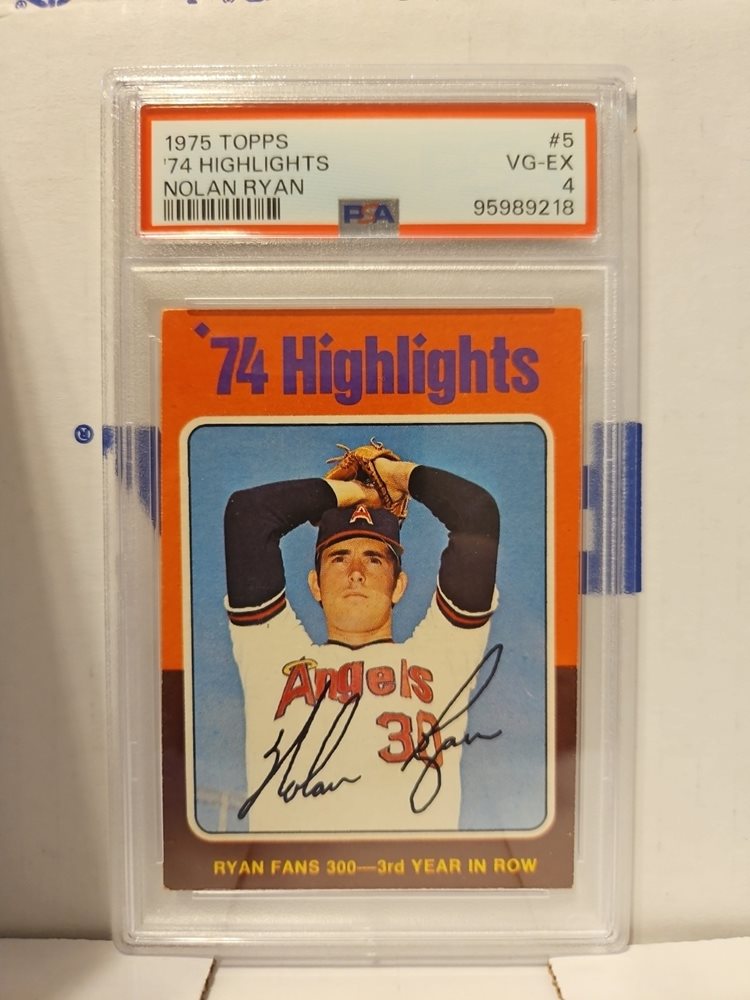 1975 TOPPS #5
'74 HIGHLIGHTS VG-EX
NOLAN RYAN 4
PSA 95989218
'74 Highlights
A
Angels
30
Nolan Ryan
RYAN FANS 300—3rd YEAR IN ROW
®